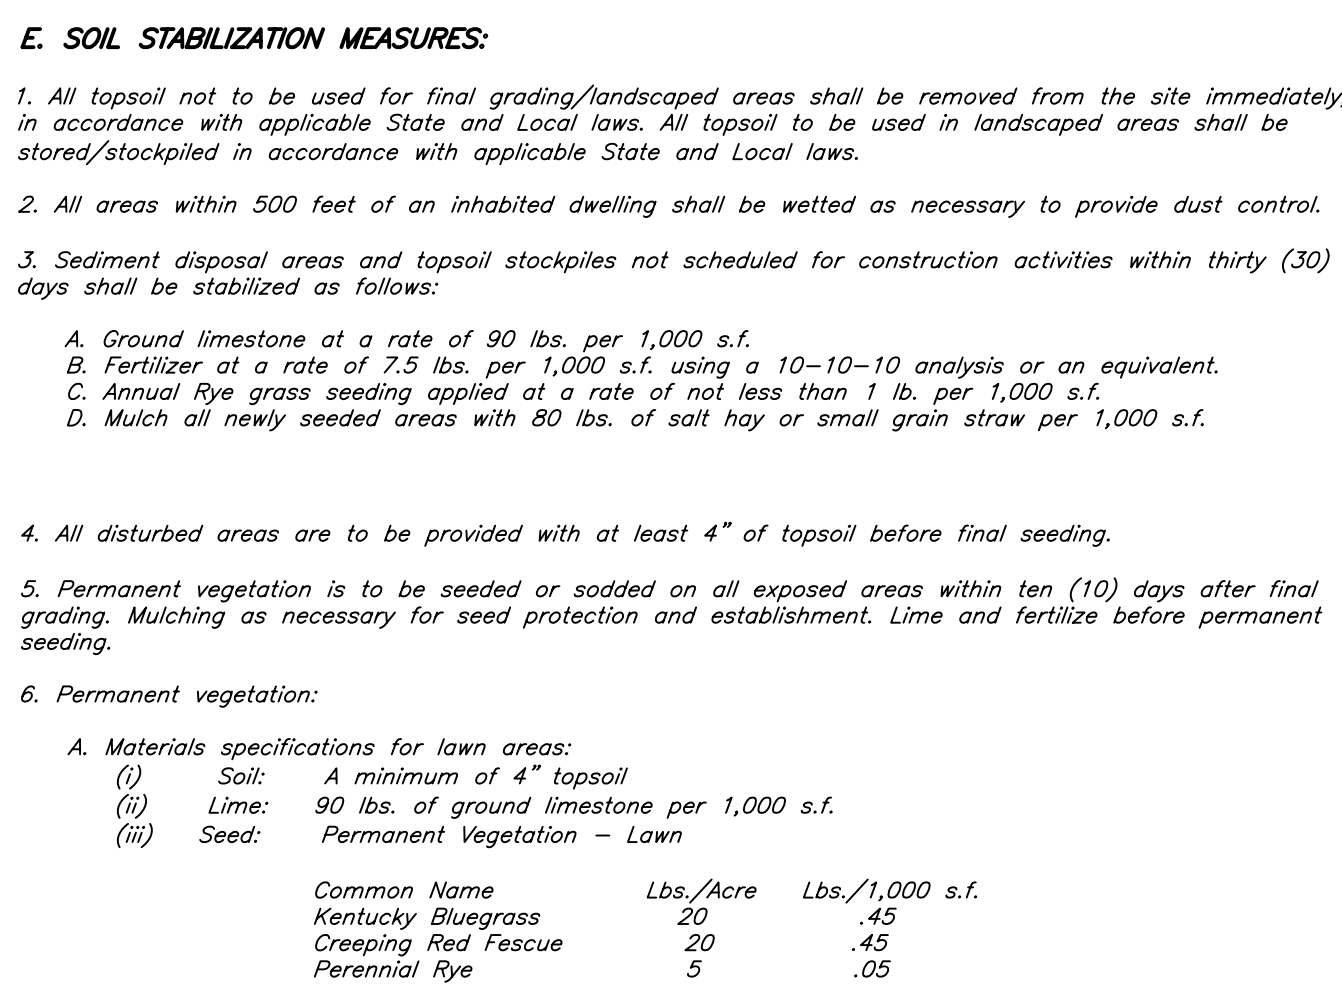 E. SOIL STABILIZATION MEASURES:
1. All topsoil not to be used for final grading/landscaped areas shall be removed from the site immediately,
in accordance with applicable State and Local laws. All topsoil to be used in landscaped areas shall be
stored/stockpiled in accordance with applicable State and Local laws.
2. All areas within 500 feet of an inhabited dwelling shall be wetted as necessary to provide dust control.
3. Sediment disposal areas and topsoil stockpiles not scheduled for construction activities within thirty (30)
days shall be stabilized as follows:
A. Ground limestone at a rate of 90 lbs. per 1,000 s.f.
B. Fertilizer at a rate of 7.5 lbs. per 1,000 s.f. using a 10-10-10 analysis or an equivalent.
C. Annual Rye grass seeding applied at a rate of not less than 1 lb. per 1,000 s.f.
D. Mulch all newly seeded areas with 80 lbs. of salt hay or small grain straw per 1,000 s.f.
4. All disturbed areas are to be provided with at least 4" of topsoil before final seeding.
5. Permanent vegetation is to be seeded or sodded on all exposed areas within ten (10) days after final
grading. Mulching as necessary for seed protection and establishment. Lime and fertilize before permanent
seeding.
6. Permanent vegetation:
A. Materials specifications for lawn areas:
(i) Soil: A minimum of 4" topsoil
(ii) Lime: 90 lbs. of ground limestone per 1,000 s.f.
(iii) Seed: Permanent Vegetation – Lawn
Common Name Lbs./Acre Lbs./1,000 s.f.
Kentucky Bluegrass 20 .45
Creeping Red Fescue 20 .45
Perennial Rye 5 .05